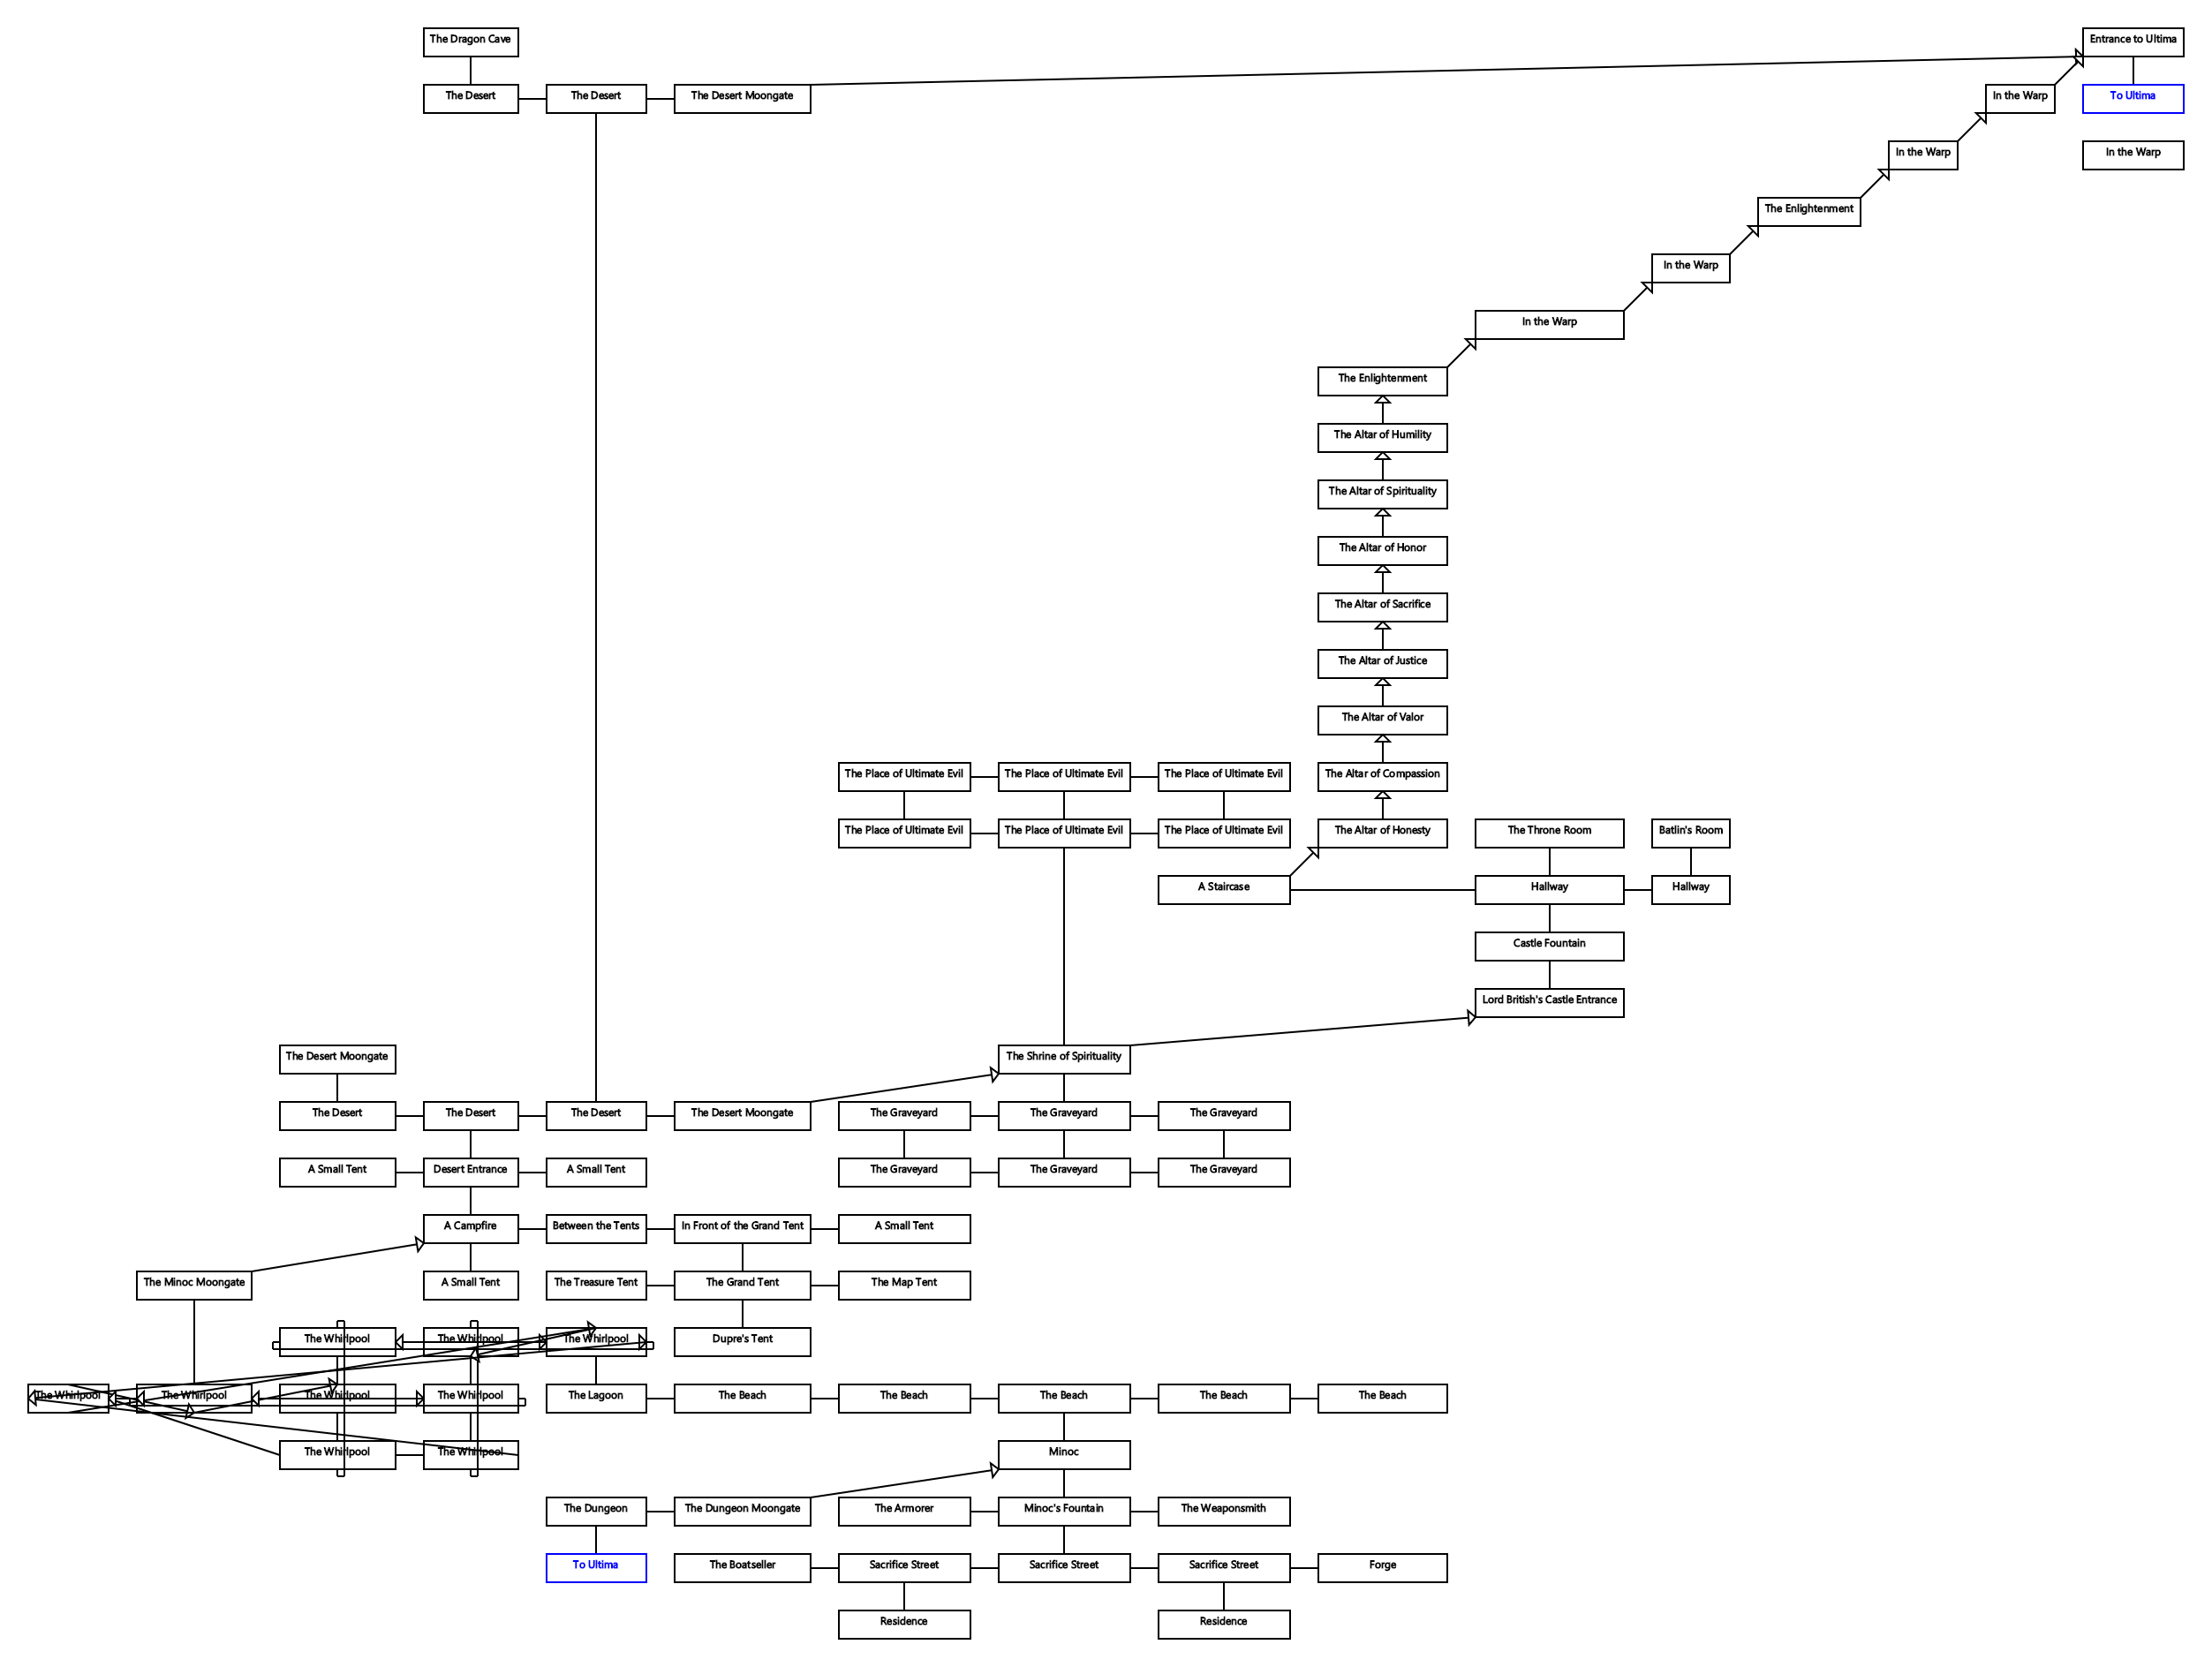 The Dragon Cave
Entrance to Ultima
The Desert
The Desert
The Desert Moongate
In the Warp
To Ultima
In the Warp
In the Warp
The Enlightenment
In the Warp
In the Warp
The Enlightenment
The Altar of Humility
The Altar of Spirituality
The Altar of Honor
The Altar of Sacrifice
The Altar of Justice
The Altar of Valor
The Place of Ultimate Evil
The Place of Ultimate Evil
The Place of Ultimate Evil
The Altar of Compassion
The Place of Ultimate Evil
The Place of Ultimate Evil
The Place of Ultimate Evil
The Altar of Honesty
The Throne Room
Batlin's Room
A Staircase
Hallway
Hallway
Castle Fountain
Lord British's Castle Entrance
The Desert Moongate
The Shrine of Spirituality
The Desert
The Desert
The Desert
The Desert Moongate
The Graveyard
The Graveyard
The Graveyard
A Small Tent
Desert Entrance
A Small Tent
The Graveyard
The Graveyard
The Graveyard
A Campfire
Between the Tents
In Front of the Grand Tent
A Small Tent
The Minoc Moongate
A Small Tent
The Treasure Tent
The Grand Tent
The Map Tent
The Whirlpool
The Whirlpool
The Whirlpool
Dupre's Tent
The Whirlpool
The Whirlpool
The Whirlpool
The Whirlpool
The Lagoon
The Beach
The Beach
The Beach
The Beach
The Beach
The Whirlpool
The Whirlpool
Minoc
The Dungeon
The Dungeon Moongate
The Armorer
Minoc's Fountain
The Weaponsmith
To Ultima
The Boatseller
Sacrifice Street
Sacrifice Street
Sacrifice Street
Forge
Residence
Residence